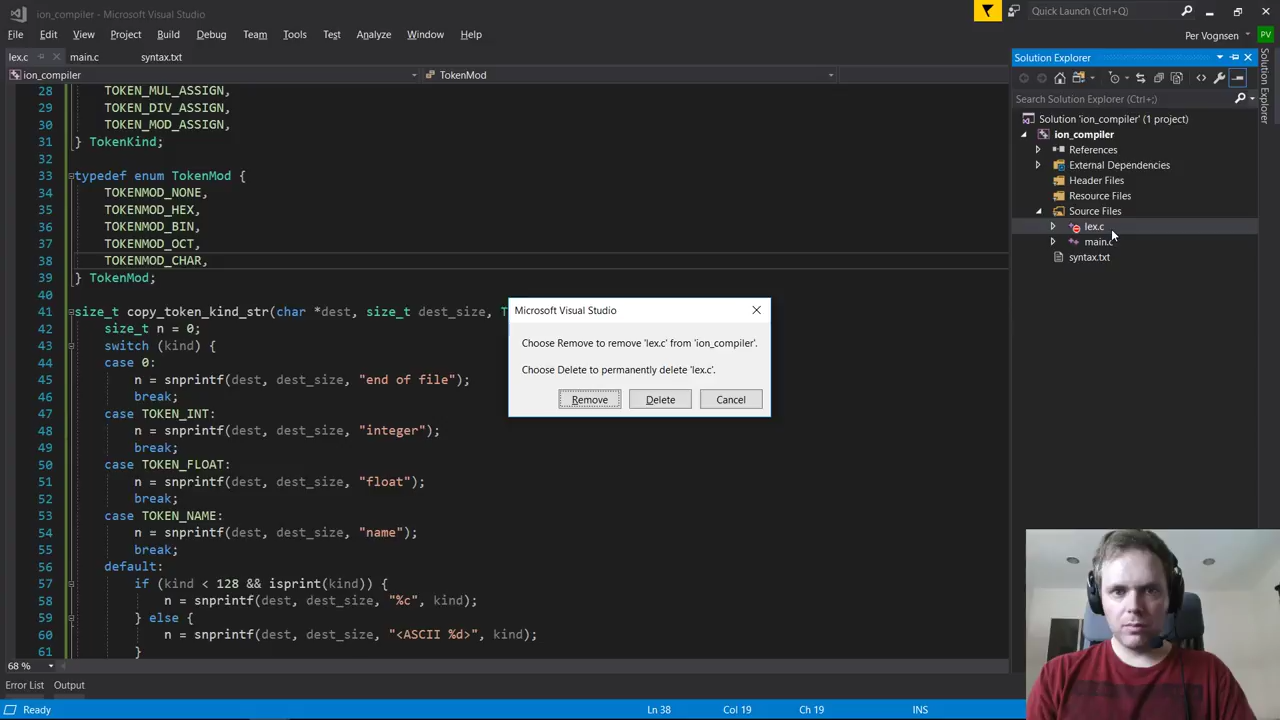 ion_compiler - Microsoft Visual Studio
Quick Launch (Ctrl+Q)
File Edit View Project Build Debug Team Tools Test Analyze Window Help
Per Vognsen PV
lex.c main.c syntax.txt
ion_compiler TokenMod
28 TOKEN_MUL_ASSIGN,
29 TOKEN_DIV_ASSIGN,
30 TOKEN_MOD_ASSIGN,
31 } TokenKind;
32
33 typedef enum TokenMod {
34 TOKENMOD_NONE,
35 TOKENMOD_HEX,
36 TOKENMOD_BIN,
37 TOKENMOD_OCT,
38 TOKENMOD_CHAR,
39 } TokenMod;
40
41 size_t copy_token_kind_str(char *dest, size_t dest_size, T
42 size_t n = 0;
43 switch (kind) {
44 case 0:
45 n = snprintf(dest, dest_size, "end of file");
46 break;
47 case TOKEN_INT:
48 n = snprintf(dest, dest_size, "integer");
49 break;
50 case TOKEN_FLOAT:
51 n = snprintf(dest, dest_size, "float");
52 break;
53 case TOKEN_NAME:
54 n = snprintf(dest, dest_size, "name");
55 break;
56 default:
57 if (kind < 128 && isprint(kind)) {
58 n = snprintf(dest, dest_size, "%c", kind);
59 } else {
60 n = snprintf(dest, dest_size, "<ASCII %d>", kind);
61 }
68 %
Microsoft Visual Studio
Choose Remove to remove 'lex.c' from 'ion_compiler'.
Choose Delete to permanently delete 'lex.c'.
Remove Delete Cancel
Solution Explorer
Search Solution Explorer (Ctrl+;)
Solution 'ion_compiler' (1 project)
ion_compiler
References
External Dependencies
Header Files
Resource Files
Source Files
lex.c
main.c
syntax.txt
Solution Explorer
Error List Output
Ready Ln 38 Col 19 Ch 19 INS